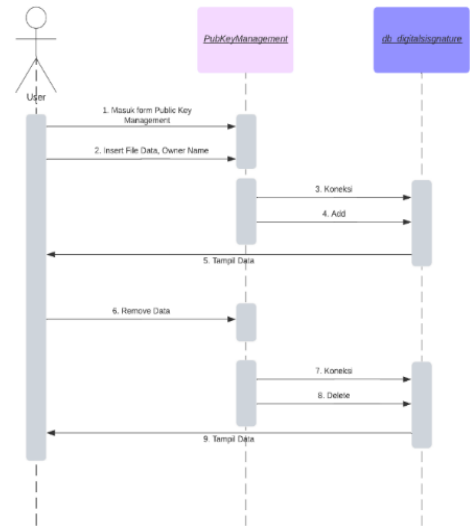 PubKeyManagement
db_digitalsisgnature
User
1. Masuk form Public Key
Management
2. Insert File Data, Owner Name
3. Koneksi
4. Add
5. Tampil Data
6. Remove Data
7. Koneksi
8. Delete
9. Tampil Data